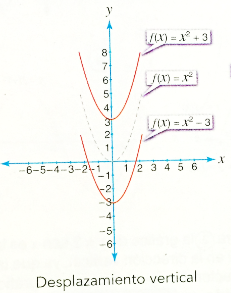 y
f(x) = x² + 3
8
7
6
f(x) = x²
5
4
3
f(x) = x² – 3
2
1
-6 -5 -4 -3 -2 -1 1 2 3 4 5 6 x
-1
-2
-3
-4
-5
-6
Desplazamiento vertical